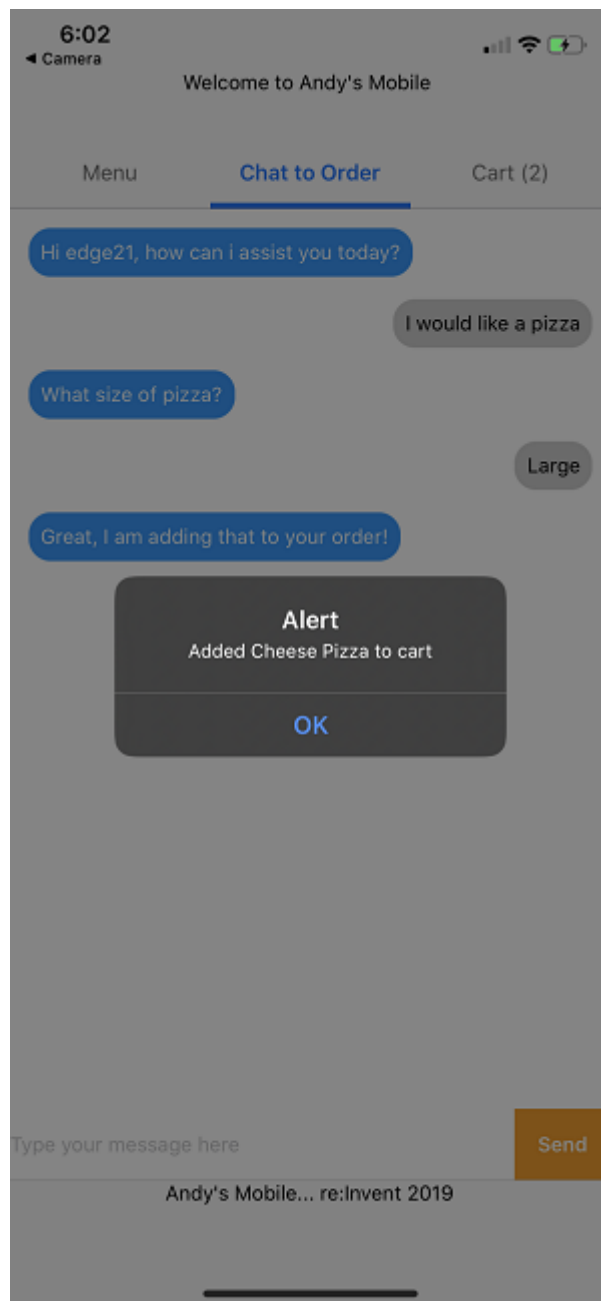 6:02
◀ Camera
Welcome to Andy's Mobile
Menu
Chat to Order
Cart (2)
Hi edge21, how can i assist you today?
I would like a pizza
What size of pizza?
Large
Great, I am adding that to your order!
Alert
Added Cheese Pizza to cart
OK
Type your message here
Send
Andy's Mobile... re:Invent 2019